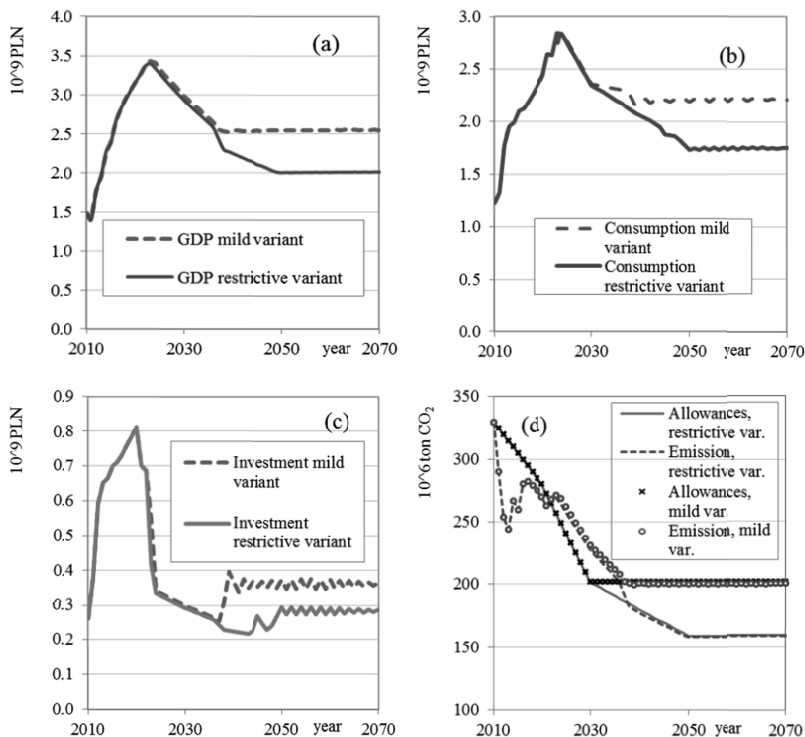 (a)
10^9 PLN
4.0
3.5
3.0
2.5
2.0
1.5
1.0
0.5
0.0
GDP mild variant
GDP restrictive variant
2010
2030
2050
year
2070
(b)
10^9 PLN
3.0
2.5
2.0
1.5
1.0
0.5
0.0
Consumption mild
variant
Consumption
restrictive variant
2010
2030
2050
year
2070
(c)
10^9 PLN
0.9
0.8
0.7
0.6
0.5
0.4
0.3
0.2
0.1
0.0
Investment mild
variant
Investment
restrictive variant
2010
2030
2050
year
2070
(d)
10^6 ton CO₂
350
300
250
200
150
100
Allowances,
restrictive var.
Emission,
restrictive var.
Allowances,
mild var
Emission, mild
var.
2010
2030
2050
year
2070